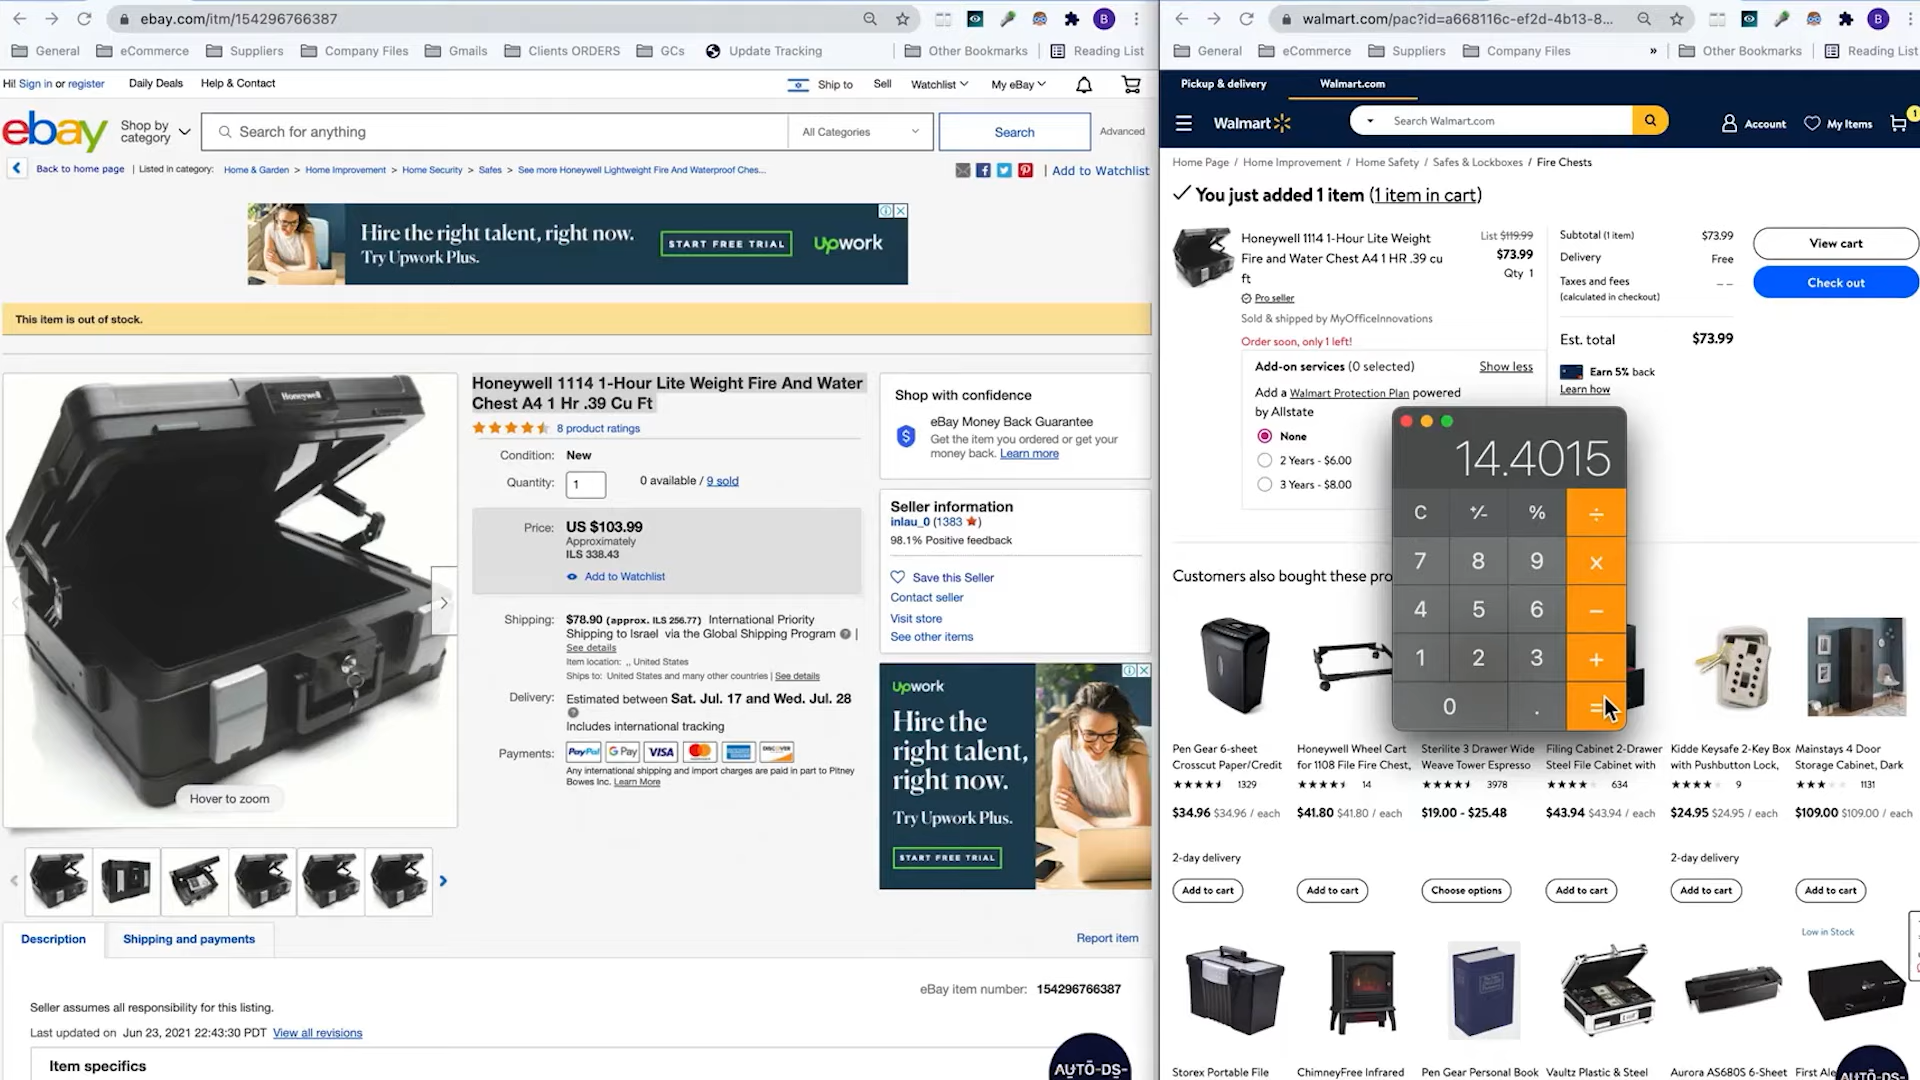 ebay.com/itm/154296766387
B
General
eCommerce
Suppliers
Company Files
Gmails
Clients ORDERS
GCs
Update Tracking
Other Bookmarks
Reading List
Hi! Sign in or register
Daily Deals
Help & Contact
Ship to
Sell
Watchlist
My eBay
ebay
Shop by category
Search for anything
All Categories
Search
Advanced
Back to home page
Listed in category:
Home & Garden > Home Improvement > Home Security > Safes > See more Honeywell Lightweight Fire And Waterproof Ches...
Add to Watchlist
Hire the right talent, right now.
Try Upwork Plus.
START FREE TRIAL
Upwork
This item is out of stock.
Honeywell
Hover to zoom
Honeywell 1114 1-Hour Lite Weight Fire And Water
Chest A4 1 Hr .39 Cu Ft
8 product ratings
Condition: New
Quantity: 1
0 available / 9 sold
Price: US $103.99
Approximately
ILS 338.43
Add to Watchlist
Shipping: $78.90 (approx. ILS 256.77) International Priority
Shipping to Israel via the Global Shipping Program |
See details
Item location: ,, United States
Ships to: United States and many other countries | See details
Delivery: Estimated between Sat. Jul. 17 and Wed. Jul. 28
Includes international tracking
Payments: PayPal G Pay VISA
Any international shipping and import charges are paid in part to Pitney
Bowes Inc. Learn More
Shop with confidence
eBay Money Back Guarantee
Get the item you ordered or get your
money back. Learn more
Seller information
inlau_0 (1383 )
98.1% Positive feedback
Save this Seller
Contact seller
Visit store
See other items
Upwork
Hire the
right talent,
right now.
Try Upwork Plus.
START FREE TRIAL
Description
Shipping and payments
Report item
eBay item number: 154296766387
Seller assumes all responsibility for this listing.
Last updated on Jun 23, 2021 22:43:30 PDT View all revisions
Item specifics
AUTO-DS-
walmart.com/pac?id=a668116c-ef2d-4b13-8...
B
General
eCommerce
Suppliers
Company Files
»
Other Bookmarks
Reading List
Pickup & delivery
Walmart.com
Walmart
Search Walmart.com
Account
My Items
1
Home Page / Home Improvement / Home Safety / Safes & Lockboxes / Fire Chests
You just added 1 item (1 item in cart)
Honeywell 1114 1-Hour Lite Weight
Fire and Water Chest A4 1 HR .39 cu
ft
Pro seller
Sold & shipped by MyOfficeInnovations
Order soon, only 1 left!
List $119.99
$73.99
Qty 1
Subtotal (1 item) $73.99
Delivery Free
Taxes and fees -- 
(calculated in checkout)
Est. total $73.99
Earn 5% back
Learn how
View cart
Check out
Add-on services (0 selected) Show less
Add a Walmart Protection Plan powered
by Allstate
None
2 Years - $6.00
3 Years - $8.00
14.4015
C +/- % ÷
7 8 9 x
4 5 6 −
1 2 3 +
0 . =
Customers also bought these pro
Pen Gear 6-sheet
Crosscut Paper/Credit
1329
$34.96 $34.96 / each
2-day delivery
Add to cart
Honeywell Wheel Cart
for 1108 File Fire Chest,
14
$41.80 $41.80 / each
Add to cart
Sterilite 3 Drawer Wide
Weave Tower Espresso
3978
$19.00 - $25.48
Choose options
Filing Cabinet 2-Drawer
Steel File Cabinet with
634
$43.94 $43.94 / each
Add to cart
Kidde Keysafe 2-Key Box
with Pushbutton Lock,
9
$24.95 $24.95 / each
2-day delivery
Add to cart
Mainstays 4 Door
Storage Cabinet, Dark
1131
$109.00 $109.00 / each
Add to cart
Low in Stock
Storex Portable File
ChimneyFree Infrared
Pen Gear Personal Book
Vaultz Plastic & Steel
Aurora AS680S 6-Sheet
First Ale
AUTO-DS-